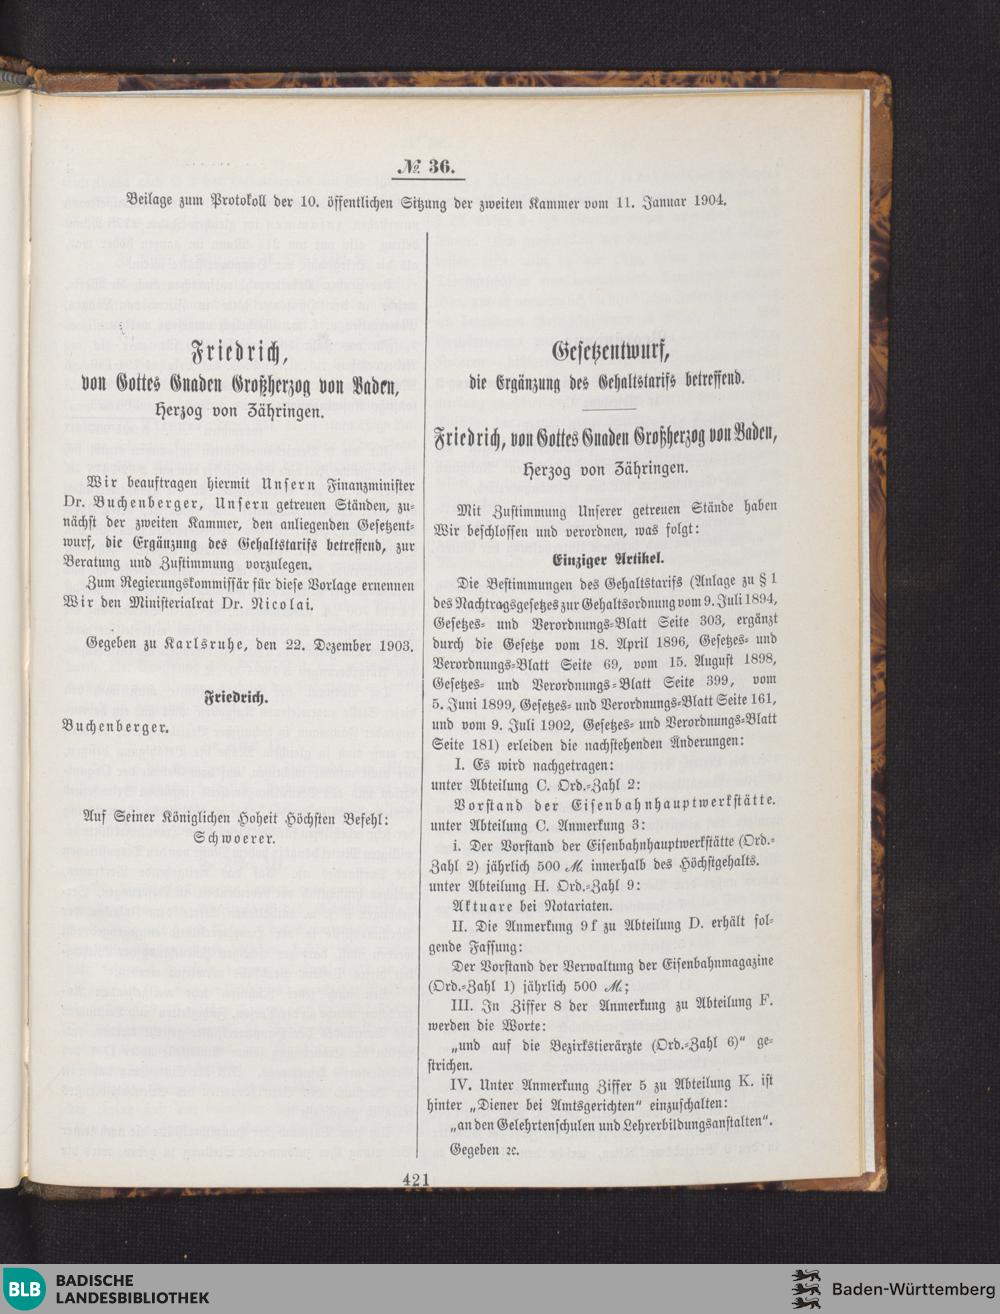 № 36.
Beilage zum Protokoll der 10. öffentlichen Sitzung der zweiten Kammer vom 11. Januar 1904.
Friedrich,
von Gottes Gnaden Großherzog von Baden,
Herzog von Zähringen.
Wir beauftragen hiermit Unsern Finanzminister
Dr. Buchenberger, Unsern getreuen Ständen, zu-
nächst der zweiten Kammer, den anliegenden Gesetzent-
wurf, die Ergänzung des Gehaltstarifs betreffend, zur
Beratung und Zustimmung vorzulegen.
Zum Regierungskommissär für diese Vorlage ernennen
Wir den Ministerialrat Dr. Nicolai.
Gegeben zu Karlsruhe, den 22. Dezember 1903.
Friedrich.
Buchenberger.
Auf Seiner Königlichen Hoheit Höchsten Befehl:
Schwoerer.
Gesetzentwurf,
die Ergänzung des Gehaltstarifs betreffend.
Friedrich, von Gottes Gnaden Großherzog von Baden,
Herzog von Zähringen.
Mit Zustimmung Unserer getreuen Stände haben
Wir beschlossen und verordnen, was folgt:
Einziger Artikel.
Die Bestimmungen des Gehaltstarifs (Anlage zu § 1
des Nachtragsgesetzes zur Gehaltsordnung vom 9. Juli 1894,
Gesetzes- und Verordnungs-Blatt Seite 303, ergänzt
durch die Gesetze vom 18. April 1896, Gesetzes- und
Verordnungs-Blatt Seite 69, vom 15. August 1898,
Gesetzes- und Verordnungs-Blatt Seite 399, vom
5. Juni 1899, Gesetzes- und Verordnungs-Blatt Seite 161,
und vom 9. Juli 1902, Gesetzes- und Verordnungs-Blatt
Seite 181) erleiden die nachstehenden Änderungen:
I. Es wird nachgetragen:
unter Abteilung C. Ord.-Zahl 2:
Vorstand der Eisenbahnhauptwerkstätte.
unter Abteilung C. Anmerkung 3:
i. Der Vorstand der Eisenbahnhauptwerkstätte (Ord.-
Zahl 2) jährlich 500 M. innerhalb des Höchstgehalts.
unter Abteilung H. Ord.-Zahl 9:
Aktuare bei Notariaten.
II. Die Anmerkung 9 f zu Abteilung D. erhält fol-
gende Fassung:
Der Vorstand der Verwaltung der Eisenbahnmagazine
(Ord.-Zahl 1) jährlich 500 M.;
III. In Ziffer 8 der Anmerkung zu Abteilung F.
werden die Worte:
„und auf die Bezirkstierärzte (Ord.-Zahl 6)“ ge-
strichen.
IV. Unter Anmerkung Ziffer 5 zu Abteilung K. ist
hinter „Diener bei Amtsgerichten“ einzuschalten:
„an den Gelehrtenschulen und Lehrerbildungsanstalten“.
Gegeben ꝛc.
421
BLB BADISCHE
LANDESBIBLIOTHEK
Baden-Württemberg